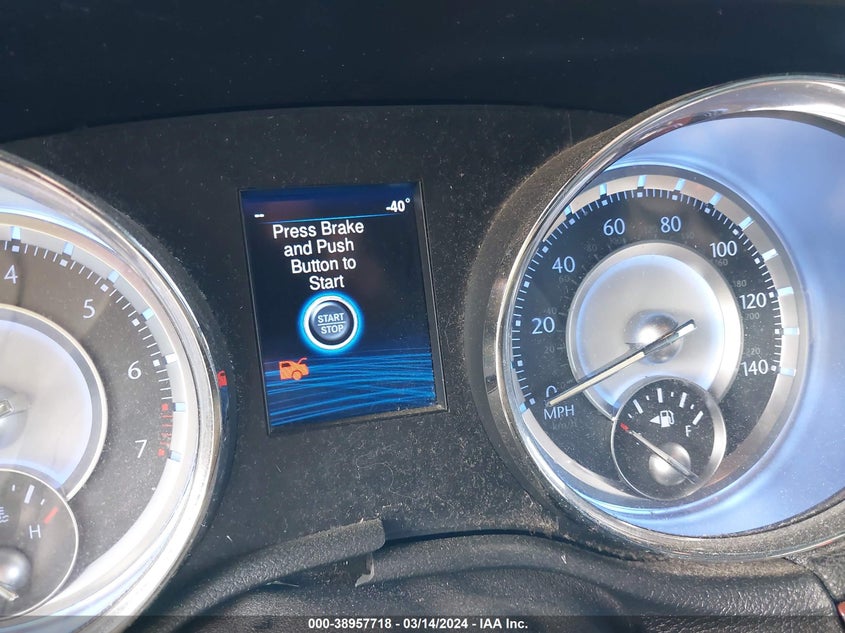 -- -40°
Press Brake
and Push
Button to
Start
START
STOP
4
5
6
7
H
0
20
40
60
80
100
120
140
MPH
F
000-38957718 - 03/14/2024 - IAA Inc.